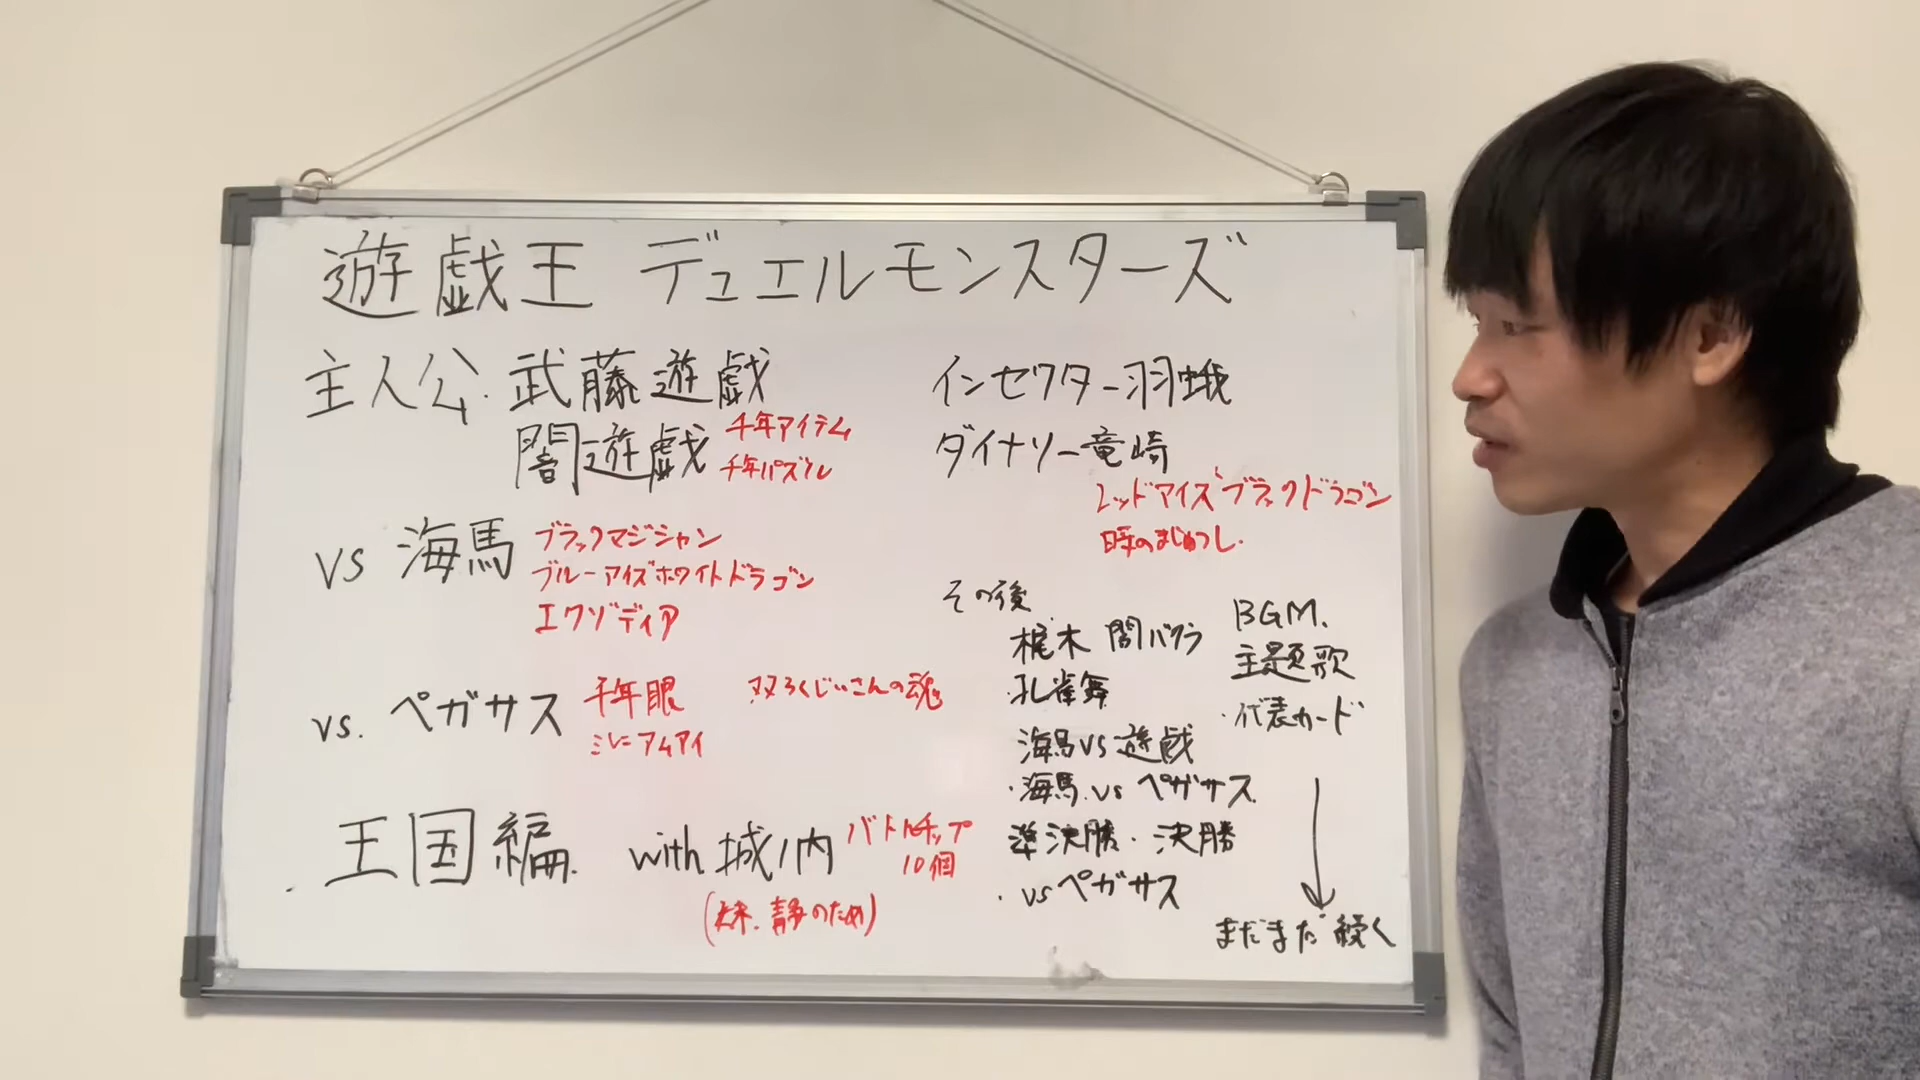 遊戯王 デュエルモンスターズ
主人公. 武藤遊戯
闇遊戯
千年アイテム
千年パズル
vs 海馬
ブラックマジシャン
ブルーアイズホワイトドラゴン
エクゾディア
vs. ペガサス
千年眼
ミレニアムアイ
双ろくじいさんの魂
王国編. with 城ノ内
バトルチップ
10個
(妹. 静のため)
インセクター羽蛾
ダイナソー竜崎
レッドアイズブラックドラゴン
時のまじゅつし.
その後
梶木 闇バクラ
孔雀舞
海馬vs遊戯
・海馬.vsペガサス.
準決勝・決勝
・vsペガサス
BGM.
主題歌
・代表カード
まだまだ続く